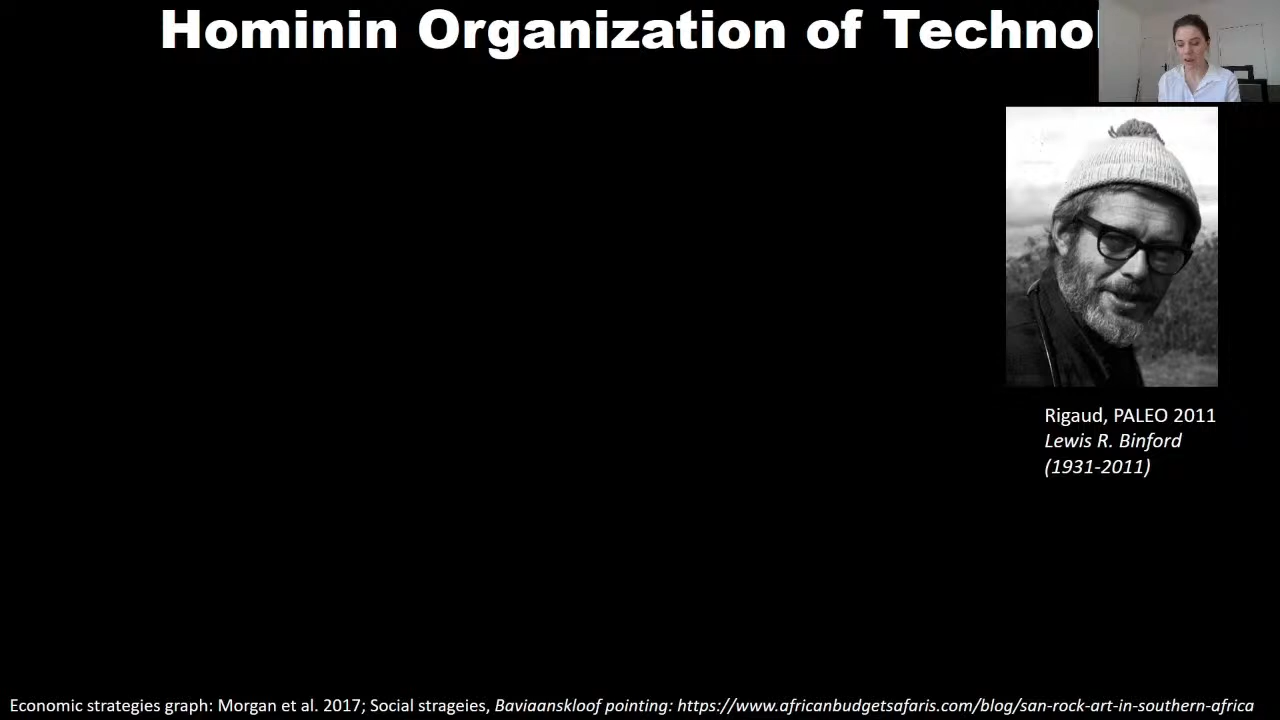 Hominin Organization of Technol
Rigaud, PALEO 2011
Lewis R. Binford
(1931-2011)
Economic strategies graph: Morgan et al. 2017; Social strageies, Baviaanskloof pointing: https://www.africanbudgetsafaris.com/blog/san-rock-art-in-southern-africa